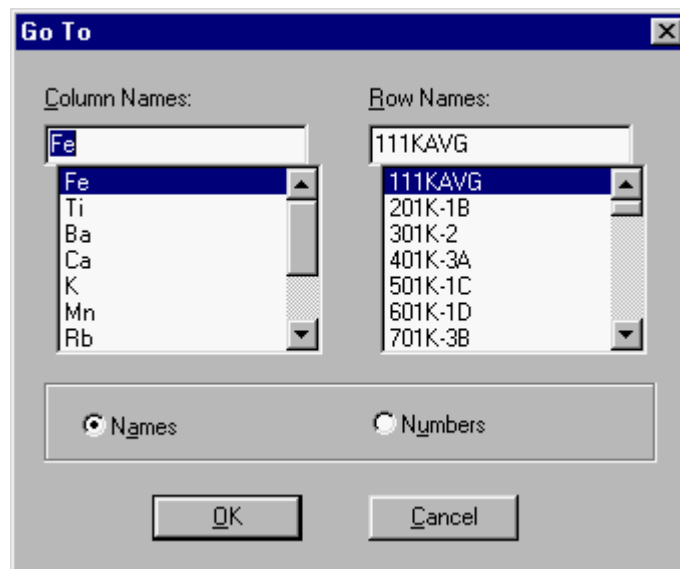 Go To
Column Names:
Fe
Fe
Ti
Ba
Ca
K
Mn
Rb
Row Names:
111KAVG
111KAVG
201K-1B
301K-2
401K-3A
501K-1C
601K-1D
701K-3B
Names
Numbers
OK
Cancel